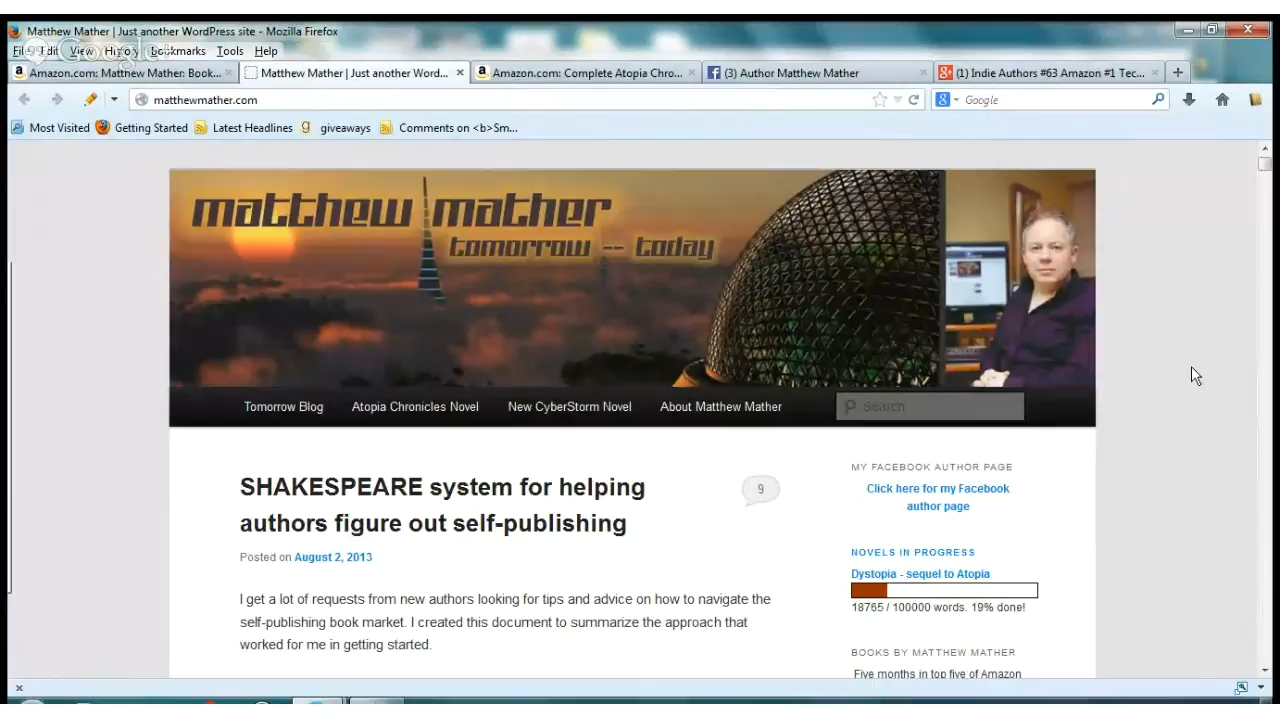 Matthew Mather | Just another WordPress site - Mozilla Firefox
File Edit View History Bookmarks Tools Help
Google+
Amazon.com: Matthew Mather: Book... × Matthew Mather | Just another Word... × Amazon.com: Complete Atopia Chro... × (3) Author Matthew Mather × (1) Indie Authors #63 Amazon #1 Tec... × +
matthewmather.com Google
Most Visited Getting Started Latest Headlines giveaways Comments on <b>Sm...
matthew mather
tomorrow -- today
Tomorrow Blog Atopia Chronicles Novel New CyberStorm Novel About Matthew Mather Search
SHAKESPEARE system for helping
authors figure out self-publishing
9
Posted on August 2, 2013
I get a lot of requests from new authors looking for tips and advice on how to navigate the
self-publishing book market. I created this document to summarize the approach that
worked for me in getting started.
MY FACEBOOK AUTHOR PAGE
Click here for my Facebook
author page
NOVELS IN PROGRESS
Dystopia - sequel to Atopia
18765 / 100000 words. 19% done!
BOOKS BY MATTHEW MATHER
Five months in top five of Amazon